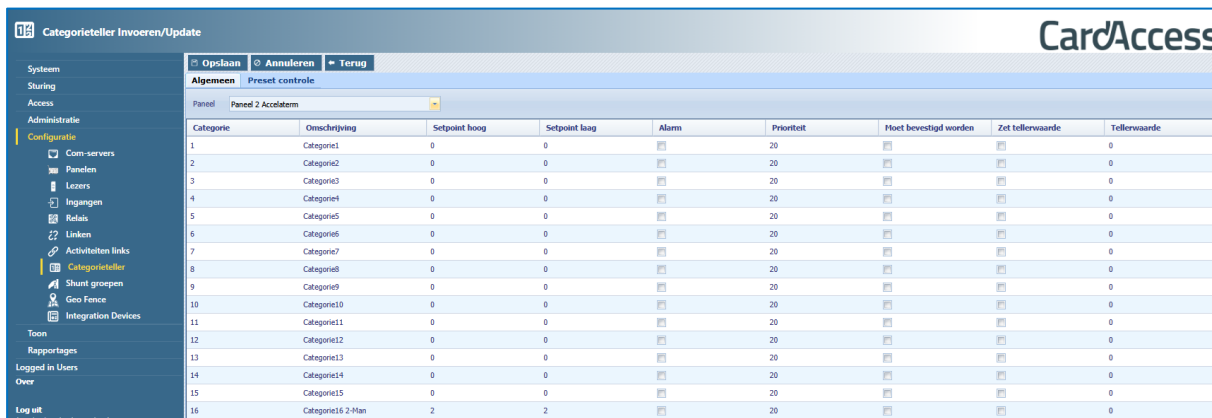 Categorieteller Invoeren/Update
CardAccess
Opslaan Annuleren Terug
Algemeen Preset controle
Paneel Paneel 2 Accelaterm
Systeem
Sturing
Access
Administratie
Configuratie
Com-servers
Panelen
Lezers
Ingangen
Relais
Linken
Activiteiten links
Categorieteller
Shunt groepen
Geo Fence
Integration Devices
Toon
Rapportages
Logged in Users
Over
Log uit
Categorie Omschrijving Setpoint hoog Setpoint laag Alarm Prioriteit Moet bevestigd worden Zet tellerwaarde Tellerwaarde
1 Categorie1 0 0 20 0
2 Categorie2 0 0 20 0
3 Categorie3 0 0 20 0
4 Categorie4 0 0 20 0
5 Categorie5 0 0 20 0
6 Categorie6 0 0 20 0
7 Categorie7 0 0 20 0
8 Categorie8 0 0 20 0
9 Categorie9 0 0 20 0
10 Categorie10 0 0 20 0
11 Categorie11 0 0 20 0
12 Categorie12 0 0 20 0
13 Categorie13 0 0 20 0
14 Categorie14 0 0 20 0
15 Categorie15 0 0 20 0
16 Categorie16 2-Man 2 2 20 0